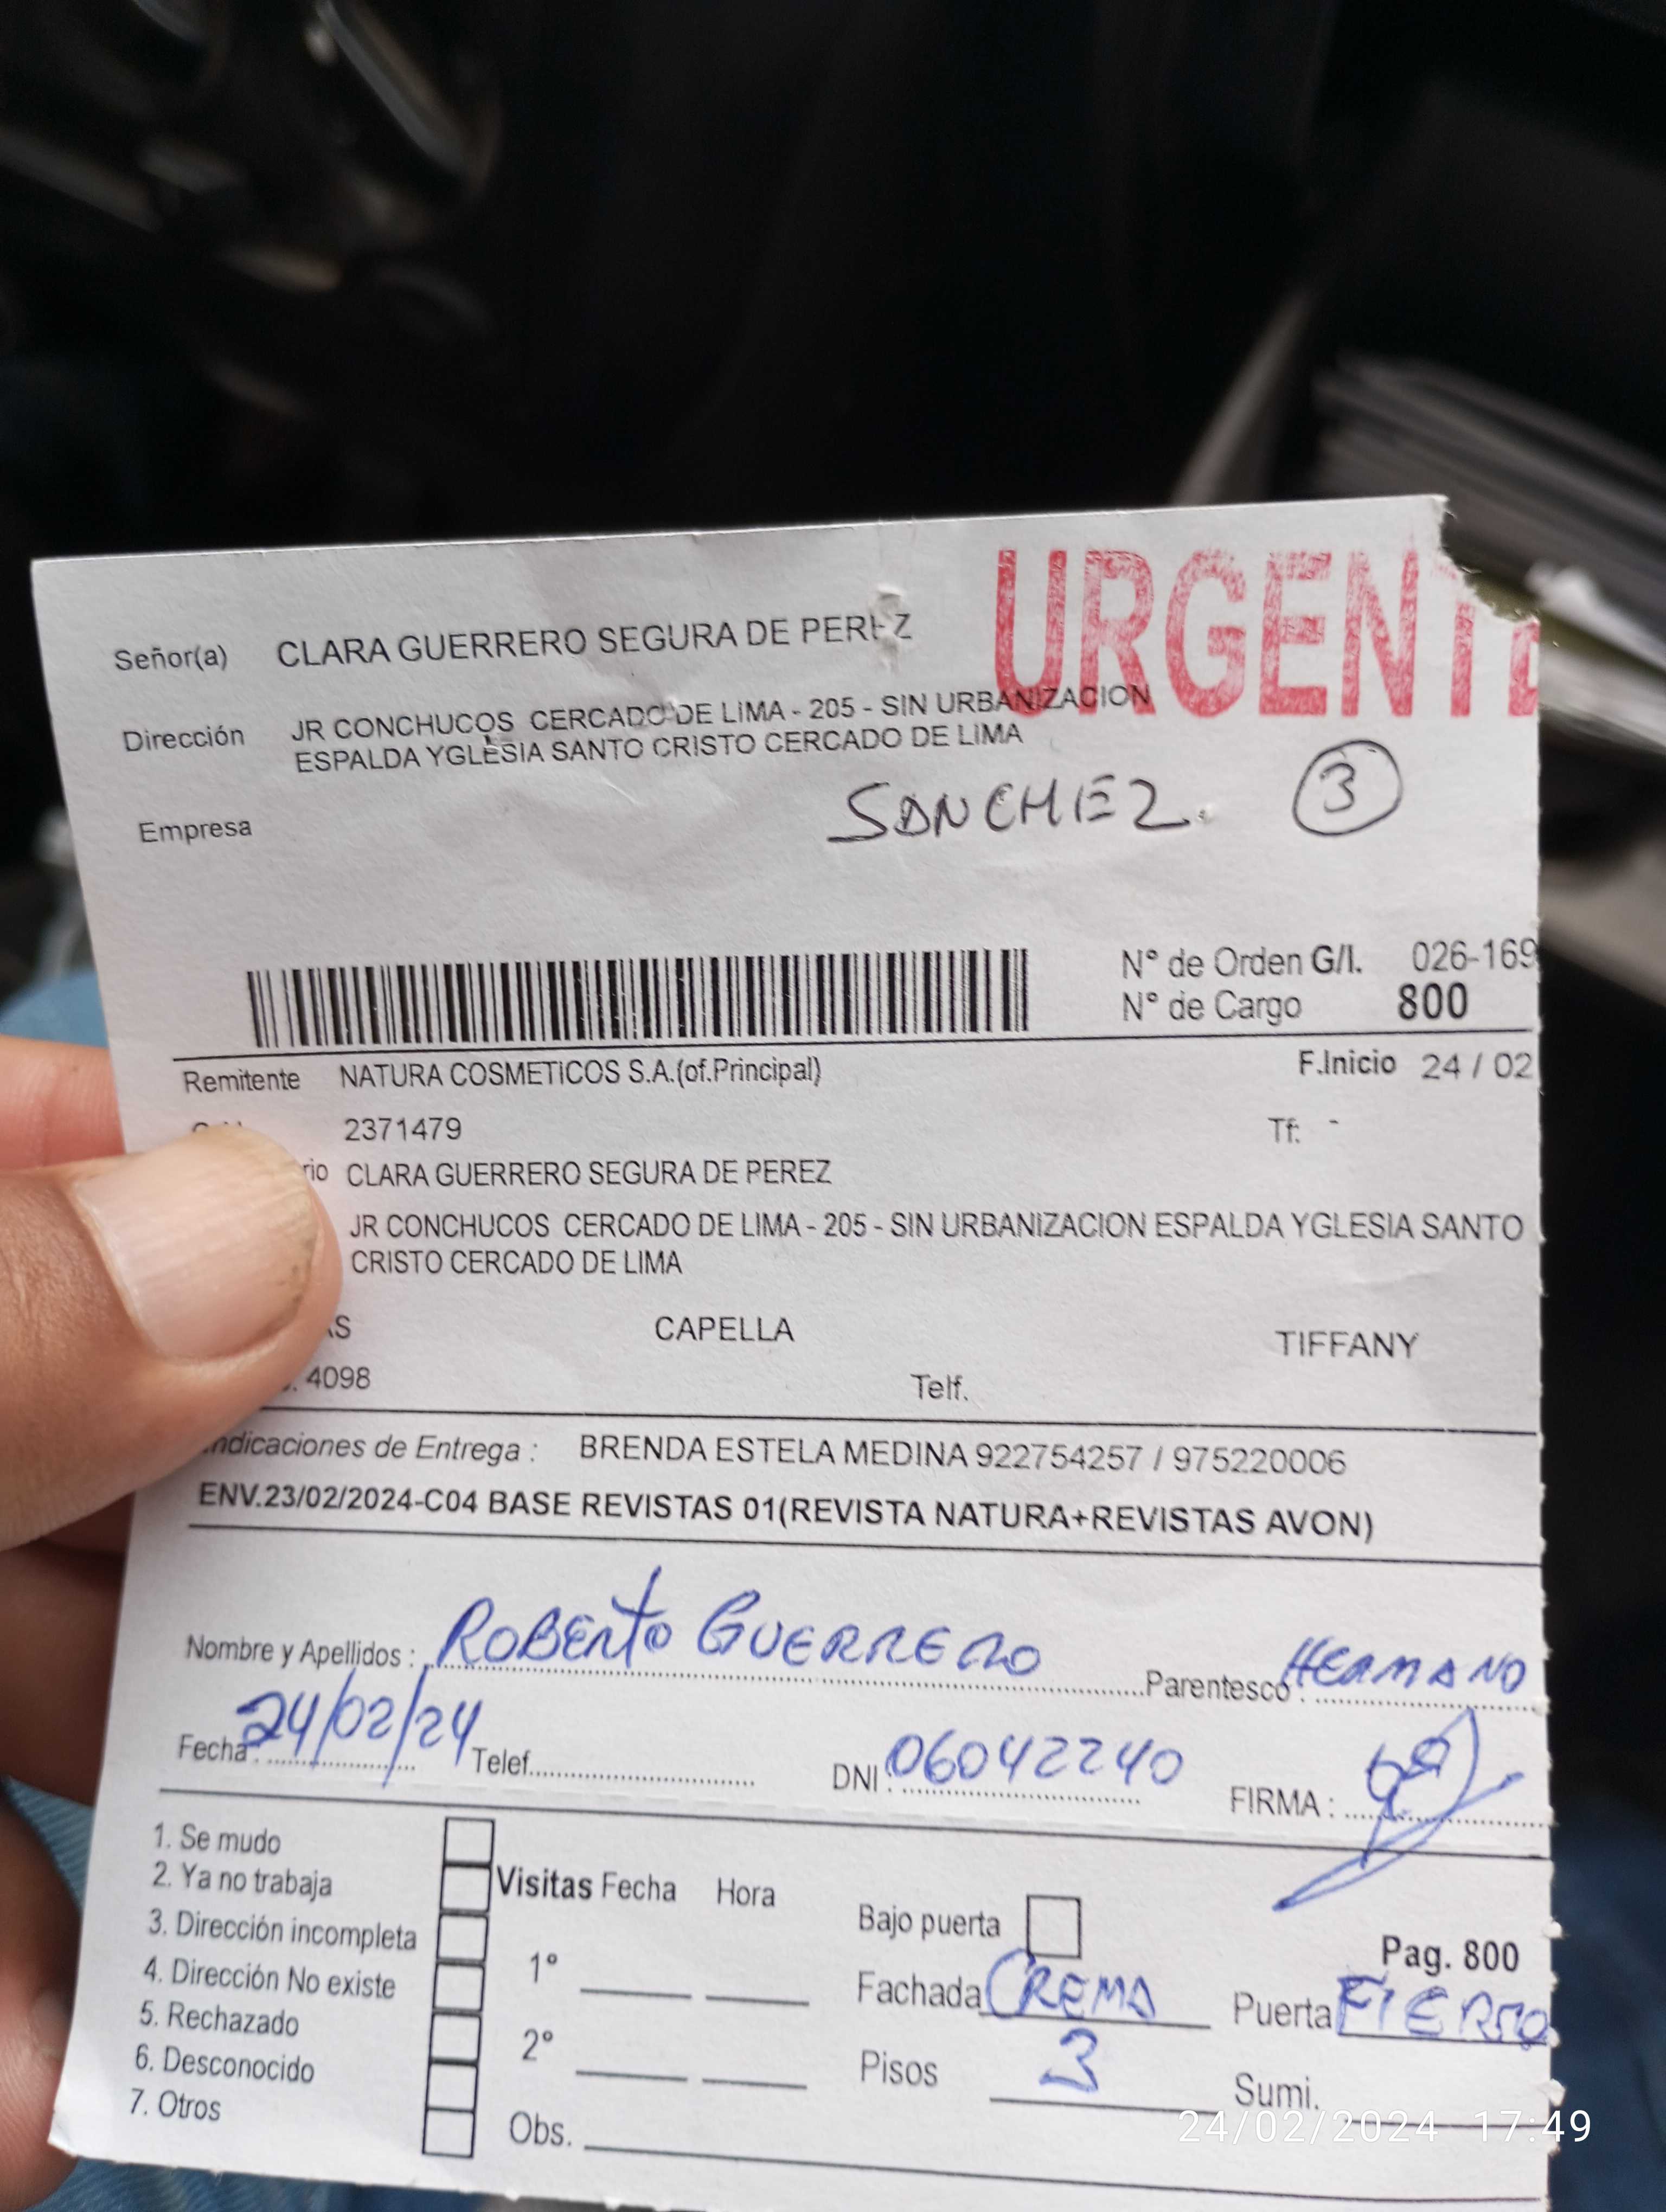 URGENTE
Señor(a) CLARA GUERRERO SEGURA DE PEREZ
Dirección JR CONCHUCOS CERCADO DE LIMA - 205 - SIN URBANIZACION
ESPALDA YGLESIA SANTO CRISTO CERCADO DE LIMA
SANCHEZ. 3
Empresa
N° de Orden G/I. 026-169
N° de Cargo 800
Remitente NATURA COSMETICOS S.A.(of.Principal) F.Inicio 24 / 02
2371479 Tf: -
rio CLARA GUERRERO SEGURA DE PEREZ
JR CONCHUCOS CERCADO DE LIMA - 205 - SIN URBANIZACION ESPALDA YGLESIA SANTO
CRISTO CERCADO DE LIMA
AS CAPELLA TIFFANY
4098 Telf.
Indicaciones de Entrega : BRENDA ESTELA MEDINA 922754257 / 975220006
ENV.23/02/2024-C04 BASE REVISTAS 01(REVISTA NATURA+REVISTAS AVON)
Nombre y Apellidos : ROBERTO GUERRERO Parentesco : HERMANO
Fecha : 24/02/24 Telef. DNI : 06042240 FIRMA :
1. Se mudo
2. Ya no trabaja Visitas Fecha Hora
3. Dirección incompleta Bajo puerta Pag. 800
4. Dirección No existe 1° Fachada CREMA Puerta FIERRO
5. Rechazado
6. Desconocido 2° Pisos 3 Sumi.
7. Otros Obs.
24/02/2024 17:49